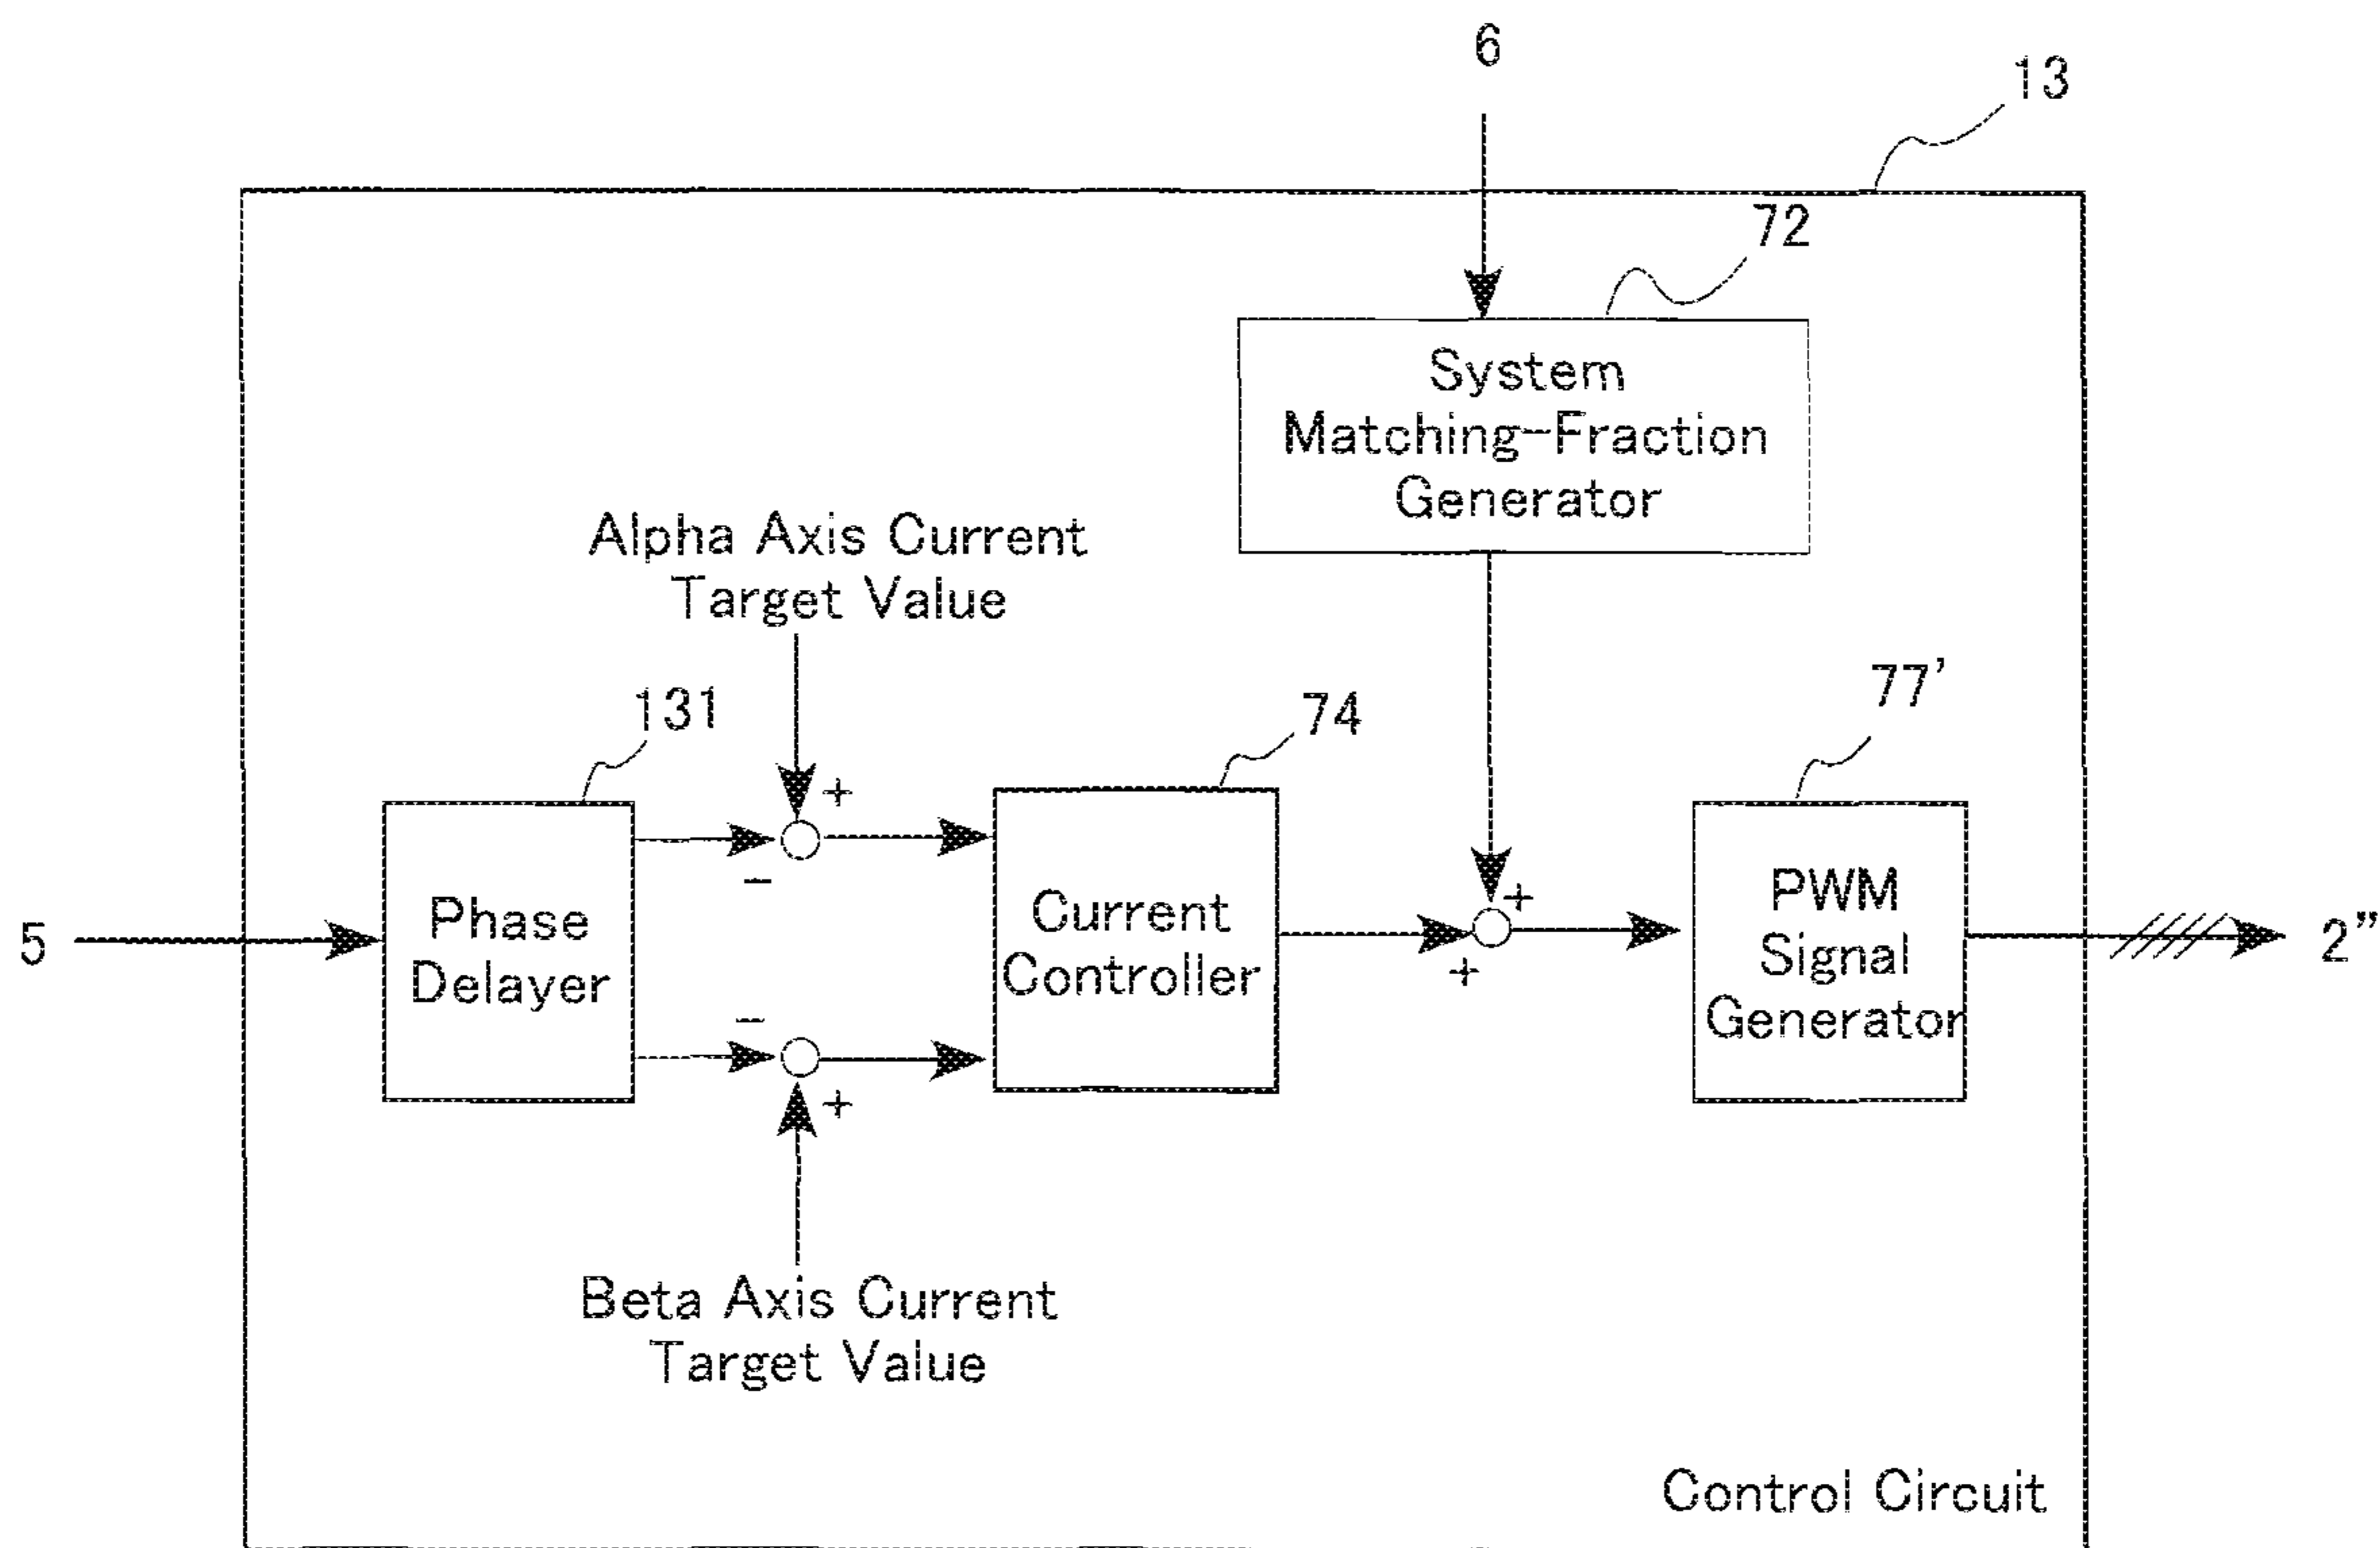 6
13
72
System
Matching-Fraction
Generator
Alpha Axis Current
Target Value
131
74
77’
+
−
Phase
Delayer
Current
Controller
+
+
PWM
Signal
Generator
5
2”
−
+
Beta Axis Current
Target Value
Control Circuit